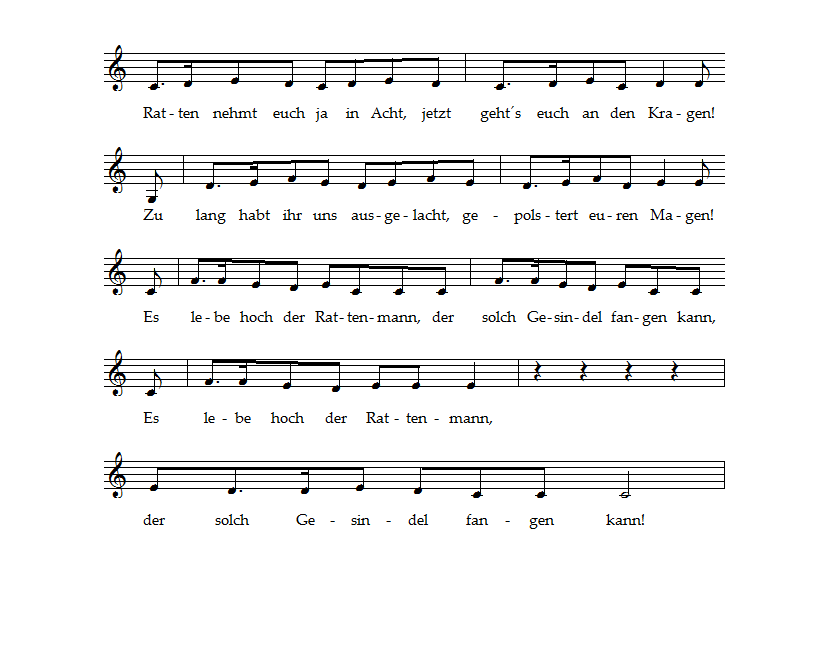 Rat - ten nehmt euch ja in Acht, jetzt geht´s euch an den Kra - gen!
Zu lang habt ihr uns aus - ge - lacht, ge - pols - tert eu - ren Ma - gen!
Es le - be hoch der Rat - ten - mann, der solch Ge - sin - del fan - gen kann,
Es le - be hoch der Rat - ten - mann,
der solch Ge - sin - del fan - gen kann!